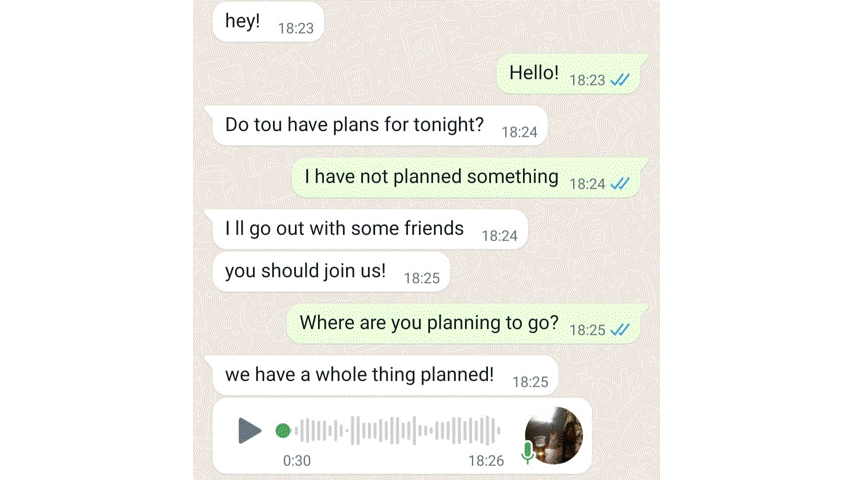 hey! 18:23
Hello! 18:23
Do tou have plans for tonight? 18:24
I have not planned something 18:24
I ll go out with some friends 18:24
you should join us! 18:25
Where are you planning to go? 18:25
we have a whole thing planned! 18:25
0:30 18:26